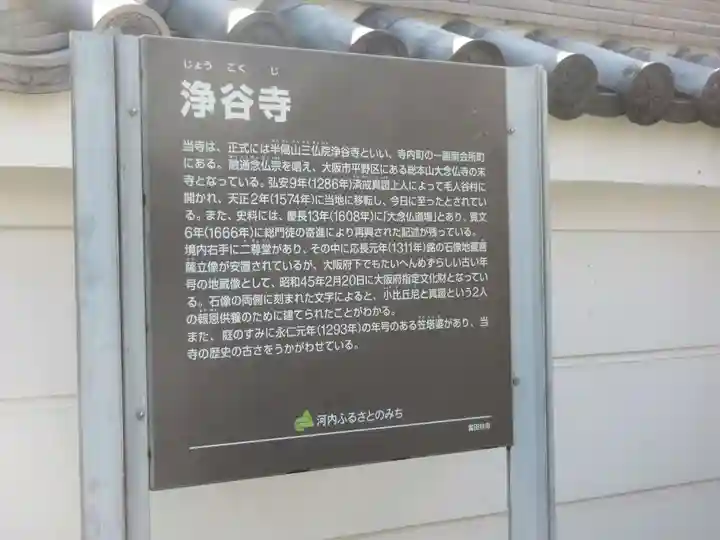 じょう こく じ
浄谷寺
当寺は、正式には半偈山三仏院浄谷寺といい、寺内町の一画南会所町
にある。融通念仏宗を唱え、大阪市平野区にある総本山大念仏寺の末
寺となっている。弘安9年(1286年)済戒真証上人によって毛人谷村に
開かれ、天正2年(1574年)に当地に移転し、今日に至ったとされてい
る。また、史料には、慶長13年(1608年)に「大念仏道場」とあり、寛文
6年(1666年)に総門徒の寄進により再興された記述が残っている。
境内右手に二尊堂があり、その中に応長元年(1311年)銘の石像地蔵菩
薩立像が安置されているが、大阪府下でもたいへんめずらしい古い年
号の地蔵像として、昭和45年2月20日に大阪府指定文化財となってい
る。石像の両側に刻まれた文字によると、小比丘尼と真証という2人
の報恩供養のために建てられたことがわかる。
また、庭のすみに永仁元年(1293年)の年号のある笠塔婆があり、当
寺の歴史の古さをうかがわせている。
河内ふるさとのみち
富田林市